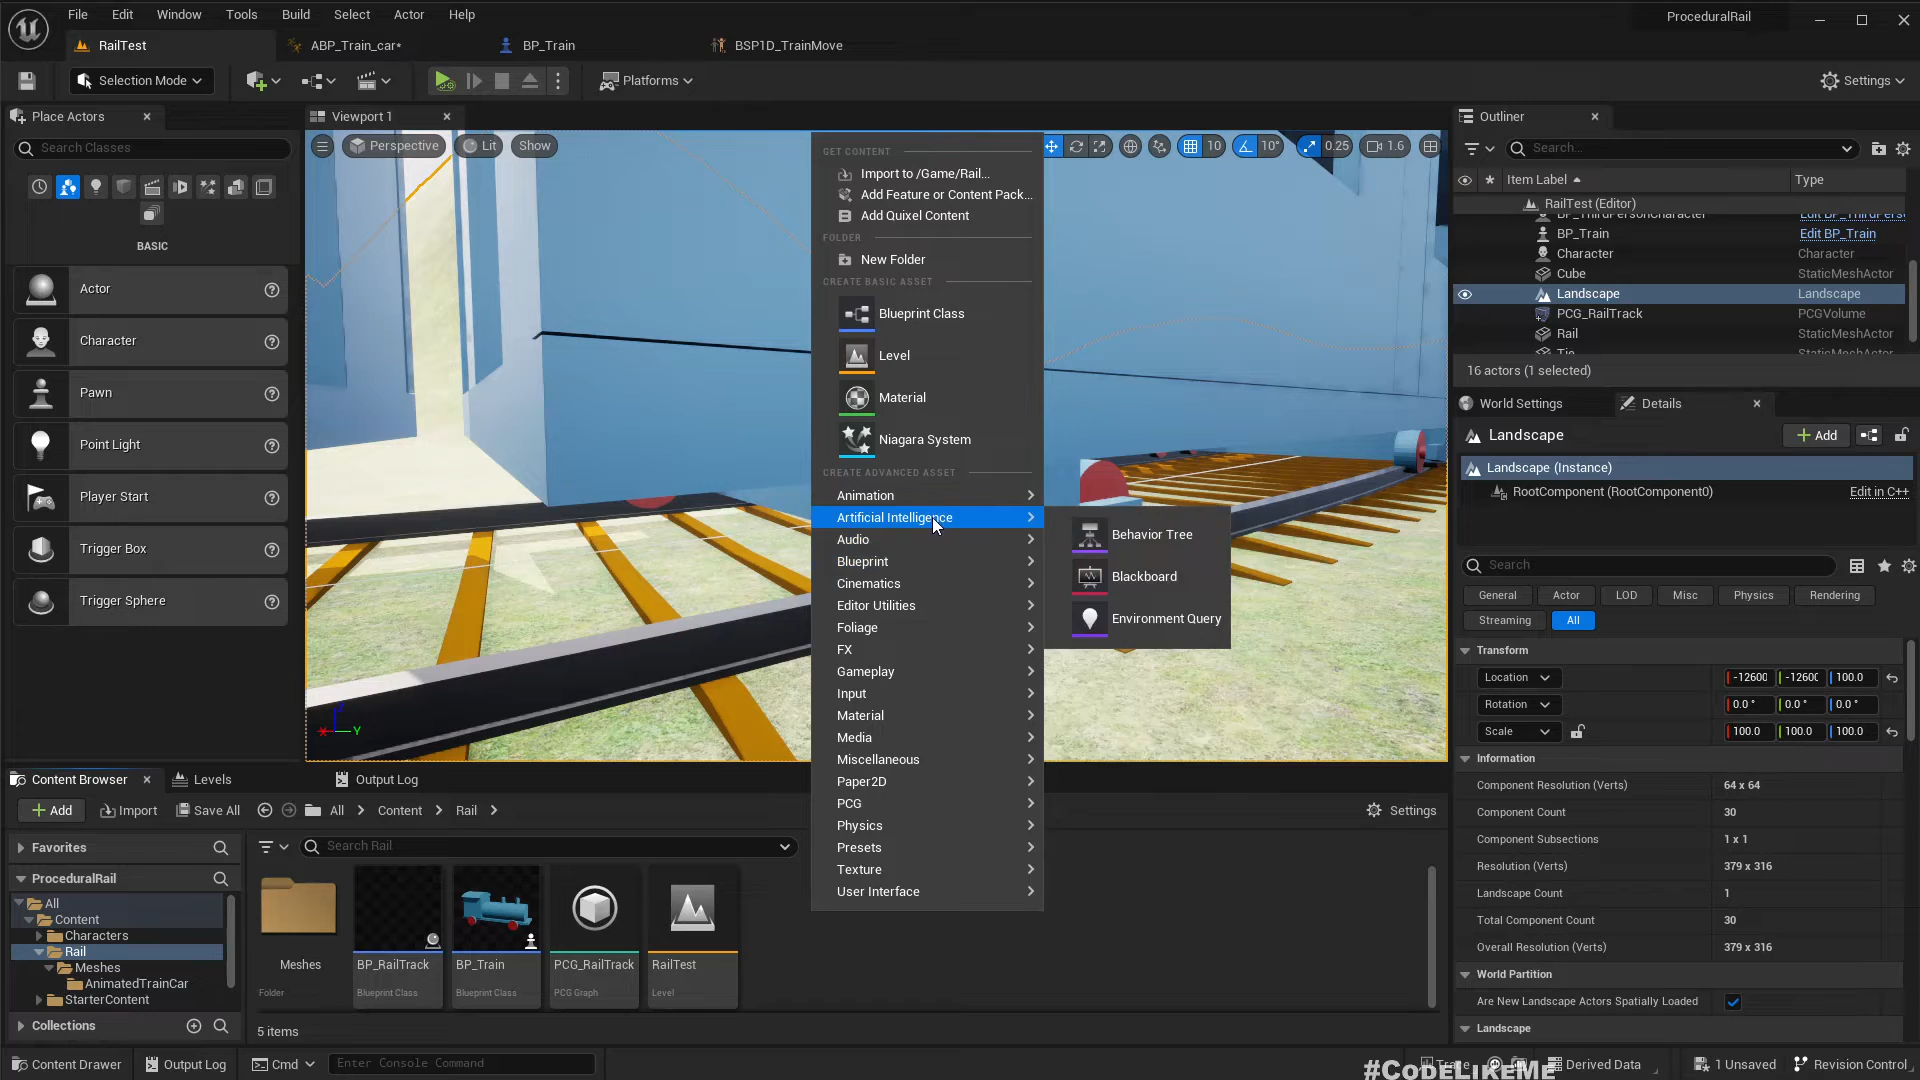 File Edit Window Tools Build Select Actor Help
ProceduralRail
RailTest
ABP_Train_car*
BP_Train
BSP1D_TrainMove
Selection Mode
Platforms
Settings
Place Actors
Search Classes
BASIC
Actor
Character
Pawn
Point Light
Player Start
Cube
Trigger Box
Trigger Sphere
Viewport 1
Perspective
Lit
Show
10
10°
0.25
1.6
X
Y
GET CONTENT
Import to /Game/Rail...
Add Feature or Content Pack...
Add Quixel Content
FOLDER
New Folder
CREATE BASIC ASSET
Blueprint Class
Level
Material
Niagara System
CREATE ADVANCED ASSET
Animation
Artificial Intelligence
Audio
Blueprint
Cinematics
Editor Utilities
Foliage
FX
Gameplay
Input
Material
Media
Miscellaneous
Paper2D
PCG
Physics
Presets
Texture
User Interface
Behavior Tree
Blackboard
Environment Query
Outliner
Search...
Item Label
Type
RailTest (Editor)
BP_ThirdPersonCharacter
BP_Train
Edit BP_Train
Character
Character
Cube
StaticMeshActor
Landscape
Landscape
PCG_RailTrack
PCGVolume
Rail
StaticMeshActor
Tie
StaticMeshActor
16 actors (1 selected)
World Settings
Details
Landscape
Add
Landscape (Instance)
RootComponent (RootComponent0)
Edit in C++
Search
General Actor LOD Misc Physics Rendering
Streaming All
Transform
Location
-12600 -12600 100.0
Rotation
0.0 ° 0.0 ° 0.0 °
Scale
100.0 100.0 100.0
Information
Component Resolution (Verts) 64 x 64
Component Count 30
Component Subsections 1 x 1
Resolution (Verts) 379 x 316
Landscape Count 1
Total Component Count 30
Overall Resolution (Verts) 379 x 316
World Partition
Are New Landscape Actors Spatially Loaded
Landscape
Content Browser
Levels
Output Log
Add
Import
Save All
All
Content
Rail
Settings
Favorites
ProceduralRail
All
Content
Characters
Rail
Meshes
AnimatedTrainCar
StarterContent
Collections
Search Rail
Meshes
Folder
BP_RailTrack
Blueprint Class
BP_Train
Blueprint Class
PCG_RailTrack
PCG Graph
RailTest
Level
5 items
Content Drawer
Output Log
Cmd
Enter Console Command
Trace
Derived Data
1 Unsaved
Revision Control
#CODELIKEME